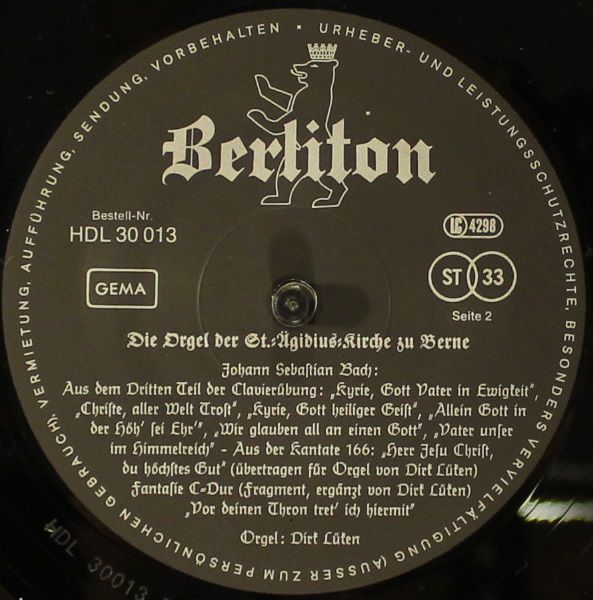 URHEBER- UND LEISTUNGSSCHUTZRECHTE, BESONDERS VERVIELFÄLTIGUNG (AUSSER ZUM PERSÖNLICHEN GEBRAUCH), VERMIETUNG, AUFFÜHRUNG, SENDUNG, VORBEHALTEN •
Berliton
Bestell-Nr.
HDL 30 013
LC 4298
GEMA
ST 33
Seite 2
Die Orgel der St.-Ägidius-Kirche zu Berne
Johann Sebastian Bach:
Aus dem Dritten Teil der Clavierübung: „Kyrie, Gott Vater in Ewigkeit“,
„Christe, aller Welt Trost“, „Kyrie, Gott heiliger Geist“, „Allein Gott in
der Höh' sei Ehr'“, „Wir glauben all an einen Gott“, „Vater unser
im Himmelreich“ - Aus der Kantate 166: „Herr Jesu Christ,
du höchstes Gut“ (übertragen für Orgel von Dirk Lüken)
Fantasie C-Dur (Fragment, ergänzt von Dirk Lüken)
„Vor deinen Thron tret' ich hiermit“
Orgel: Dirk Lüken
HDL 30013